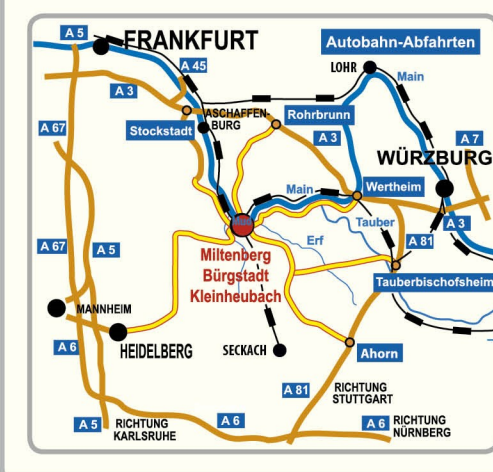 A 5
FRANKFURT
Autobahn-Abfahrten
A 45
LOHR
Main
A 3
ASCHAFFEN-
BURG
Rohrbrunn
A 67
Stockstadt
A 3
A 7
WÜRZBURG
Main
Wertheim
Tauber
A 3
Erf
A 81
A 67
A 5
Miltenberg
Bürgstadt
Kleinheubach
Tauberbischofsheim
MANNHEIM
A 6
HEIDELBERG
SECKACH
Ahorn
A 81
RICHTUNG
STUTTGART
A 5
RICHTUNG
KARLSRUHE
A 6
A 6
RICHTUNG
NÜRNBERG